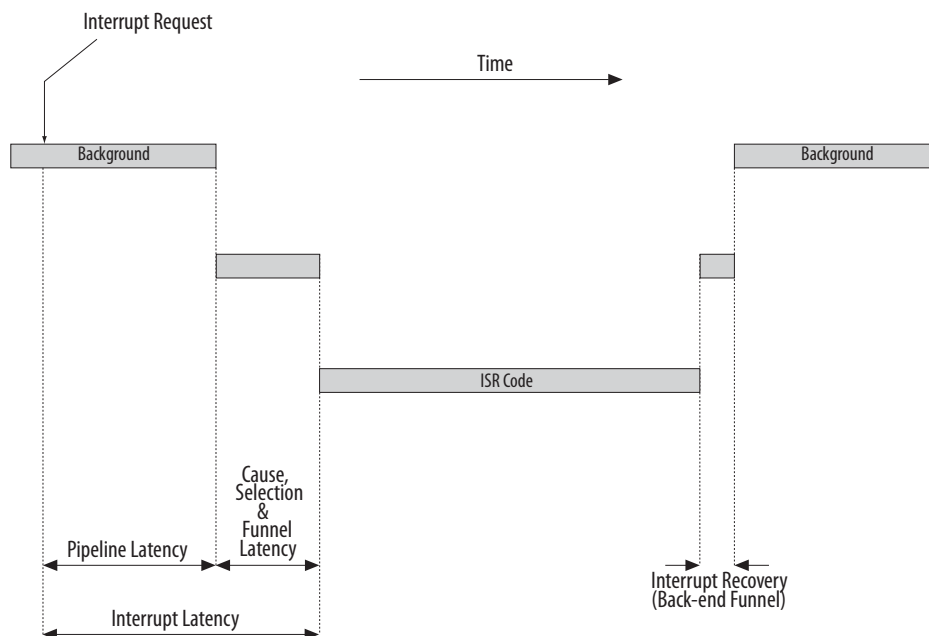 Interrupt Request
Time
Background
Background
ISR Code
Cause,
Selection
&
Funnel
Latency
Pipeline Latency
Interrupt Recovery
(Back-end Funnel)
Interrupt Latency